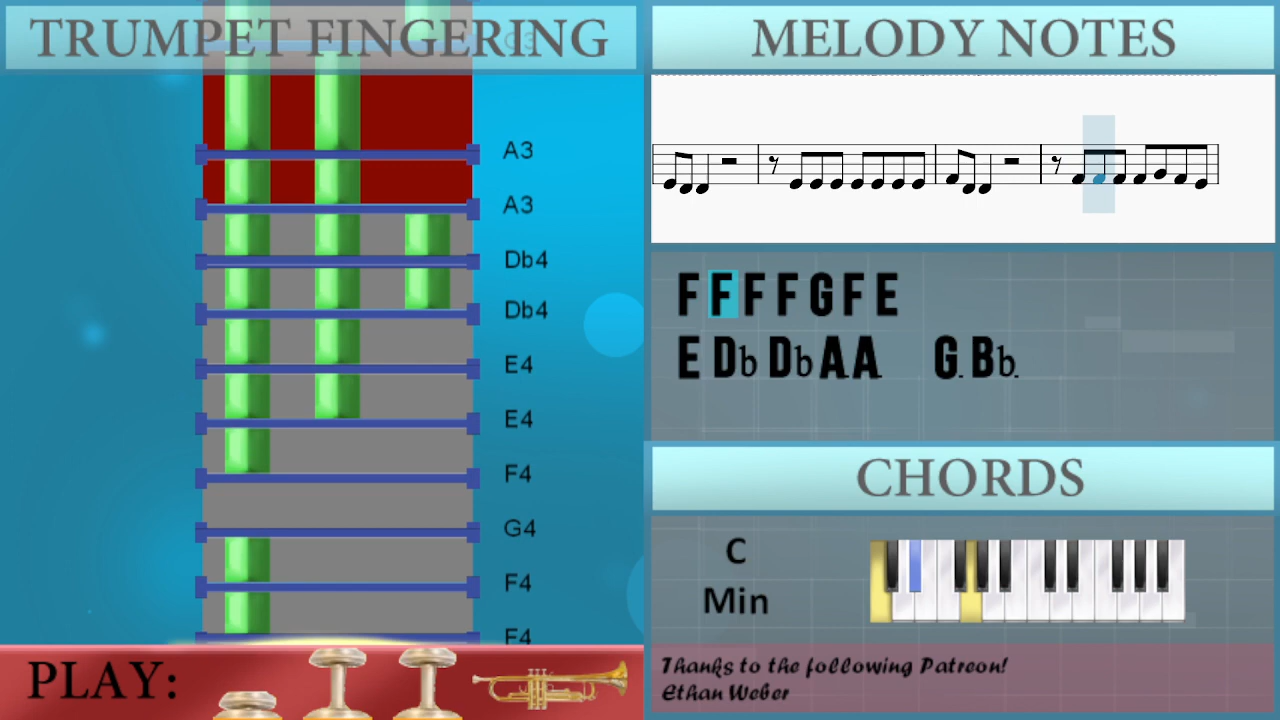 TRUMPET FINGERING
G3
A3
A3
Db4
Db4
E4
E4
F4
G4
F4
F4
PLAY:
MELODY NOTES
F F F F G F E
E Db Db A. A. G. Bb.
CHORDS
C
Min
Thanks to the following Patreon!
Ethan Weber